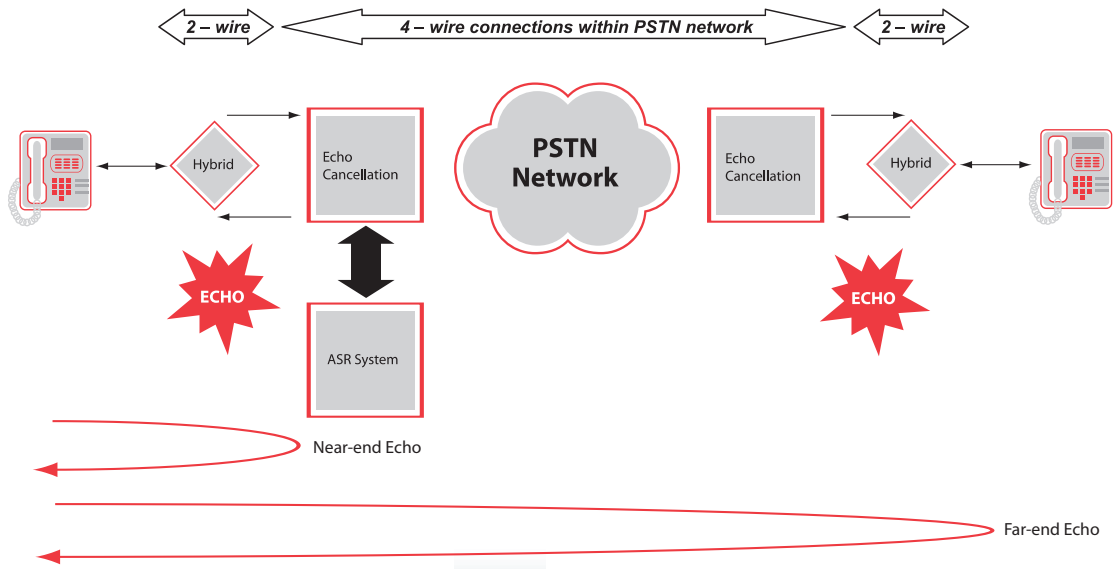 2 – wire
4 – wire connections within PSTN network
2 – wire
Hybrid
Echo
Cancellation
PSTN
Network
Echo
Cancellation
Hybrid
ECHO
ECHO
ASR System
Near-end Echo
Far-end Echo